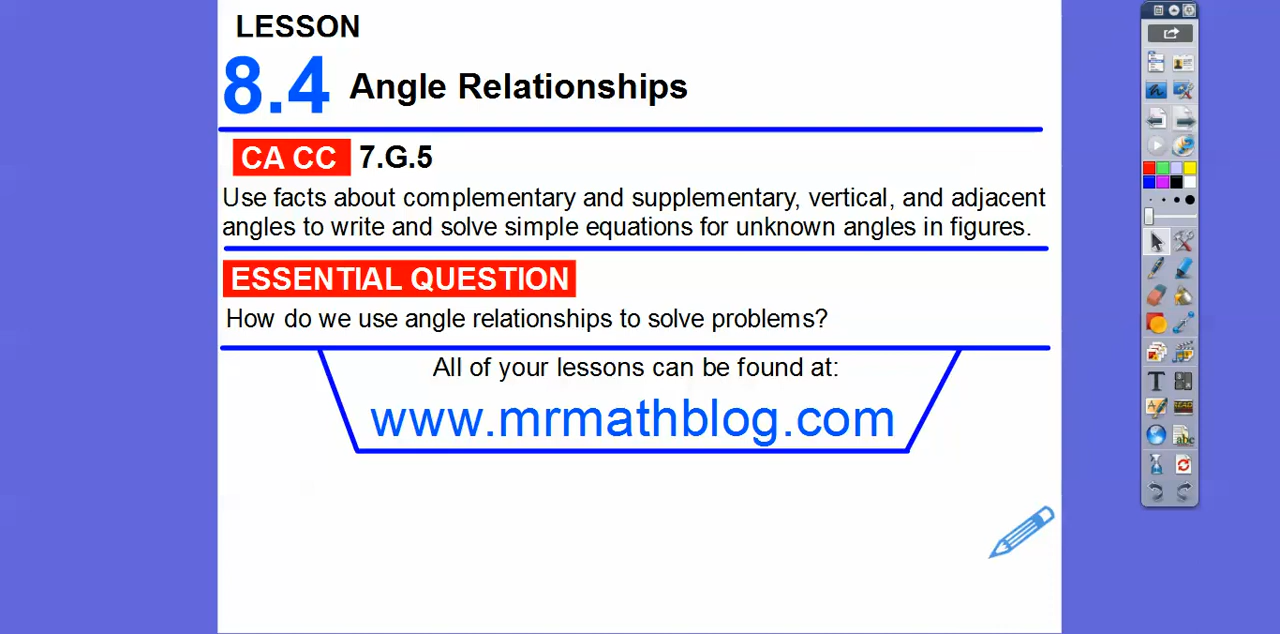 LESSON
8.4 Angle Relationships
CA CC 7.G.5
Use facts about complementary and supplementary, vertical, and adjacent
angles to write and solve simple equations for unknown angles in figures.
ESSENTIAL QUESTION
How do we use angle relationships to solve problems?
All of your lessons can be found at:
www.mrmathblog.com